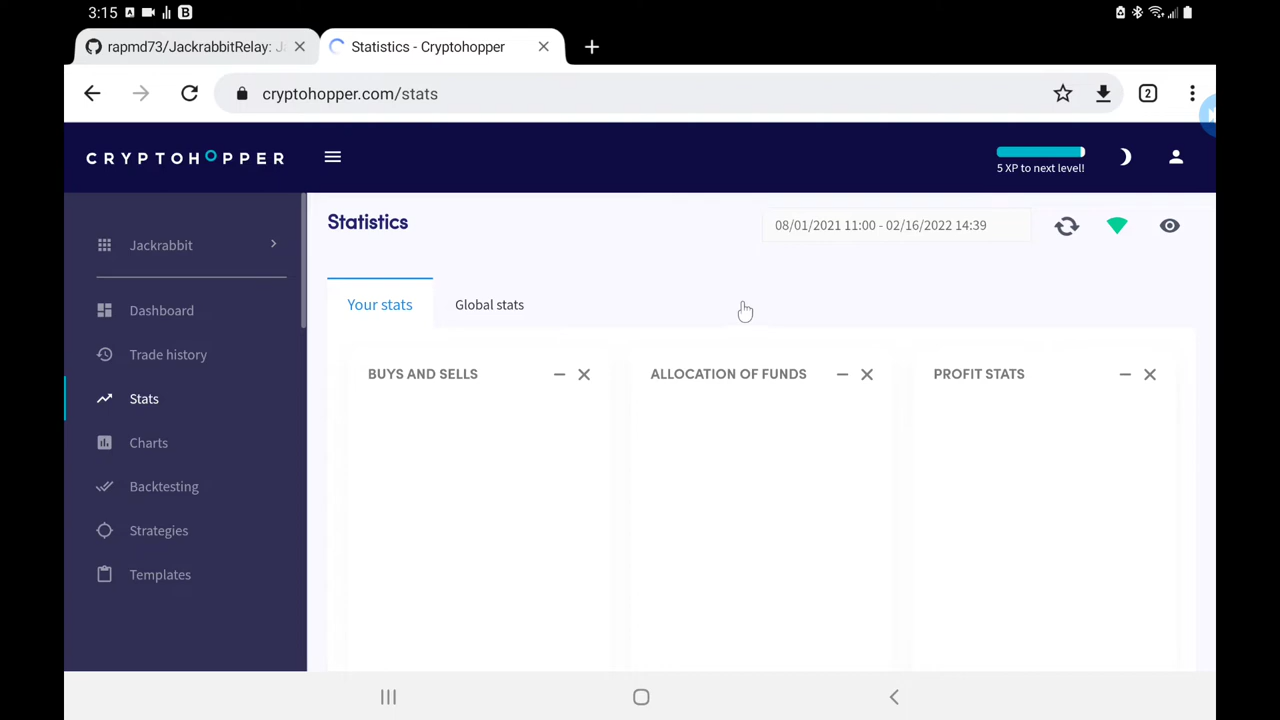 3:15
B
rapmd73/JackrabbitRelay: J
Statistics - Cryptohopper
cryptohopper.com/stats
2
CRYPTOHOPPER
5 XP to next level!
Jackrabbit
Dashboard
Trade history
Stats
Charts
Backtesting
Strategies
Templates
Statistics
08/01/2021 11:00 - 02/16/2022 14:39
Your stats
Global stats
BUYS AND SELLS
ALLOCATION OF FUNDS
PROFIT STATS